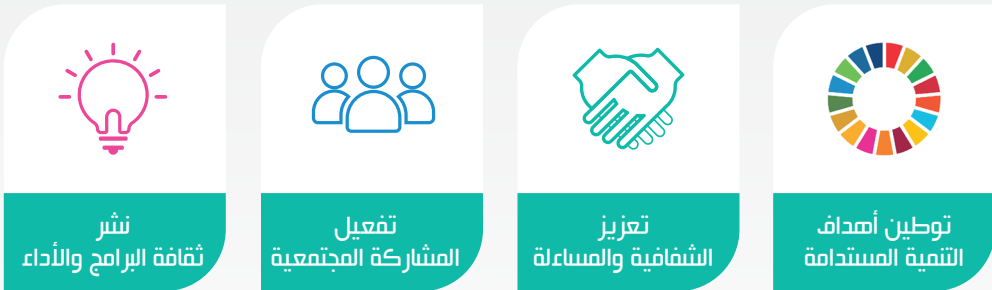 توطين أهداف
التنمية المستدامة
تعزيز
الشفافية والمساءلة
تفعيل
المشاركة المجتمعية
نشر
ثقافة البرامج والأداء